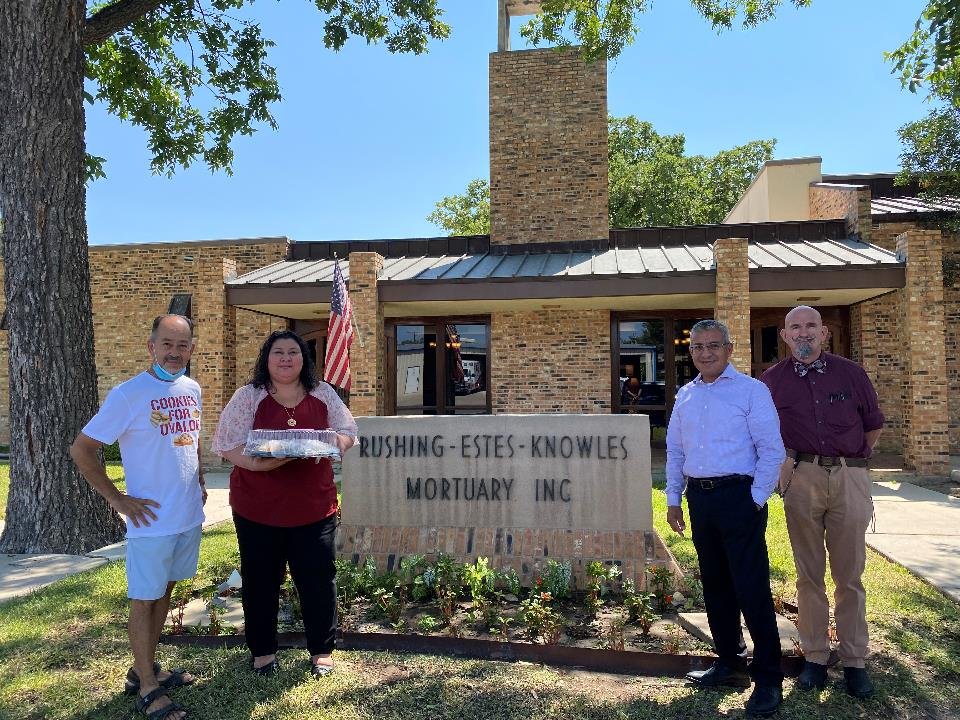 COOKIES
FOR
UVALDE
RUSHING-ESTES-KNOWLES
MORTUARY INC